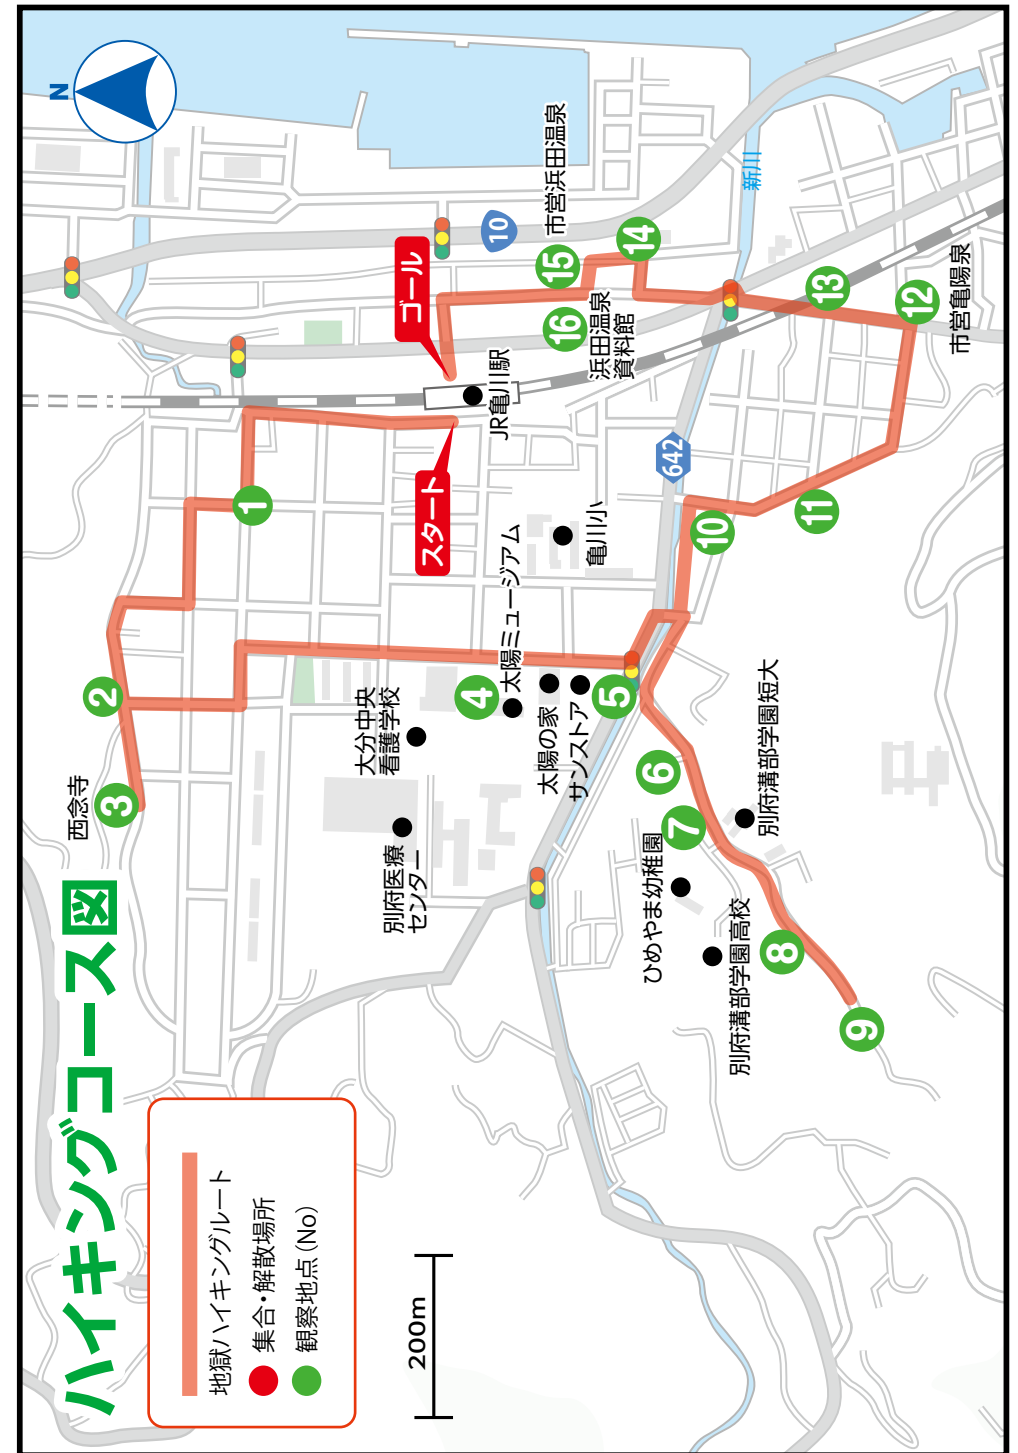 ハイキングコース図
N
地獄ハイキングルート
集合・解散場所
観察地点（No）
200m
スタート
ゴール
JR亀川駅
1
2
3
西念寺
4
太陽ミュージアム
大分中央
看護学校
別府医療
センター
太陽の家
サンストア
亀川小
5
6
7
ひめやま幼稚園
別府溝部学園短大
別府溝部学園高校
8
9
10
11
12
市営亀陽泉
13
14
15
市営浜田温泉
16
浜田温泉
資料館
10
642
新川